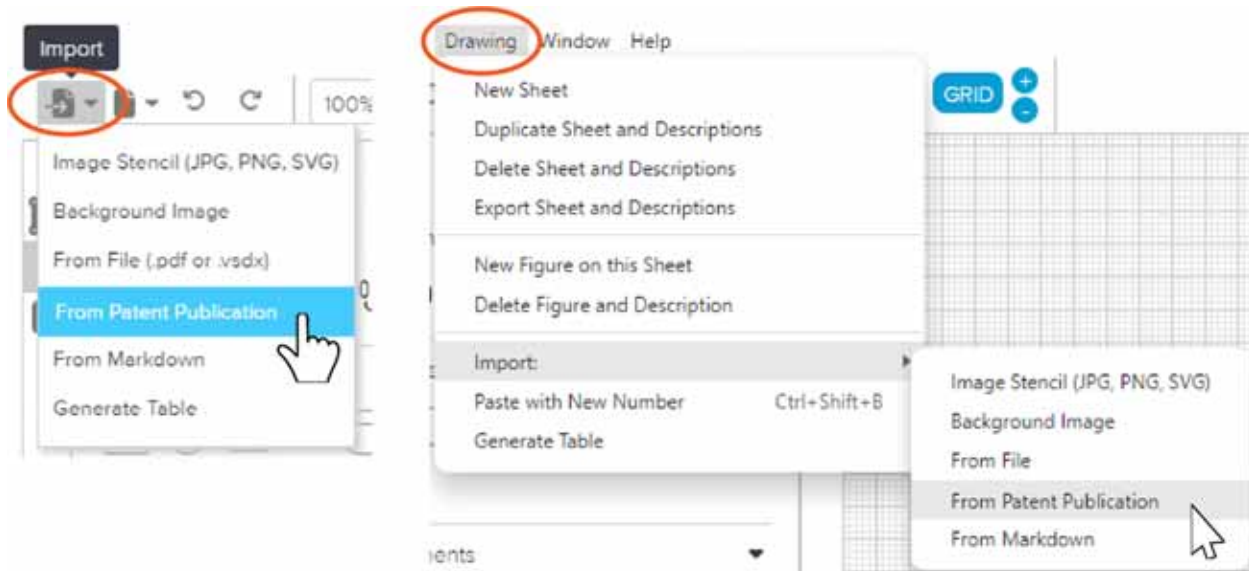 Import
100%
Image Stencil (JPG, PNG, SVG)
Background Image
From File (.pdf or .vsdx)
From Patent Publication
From Markdown
Generate Table
Drawing Window Help
New Sheet
Duplicate Sheet and Descriptions
Delete Sheet and Descriptions
Export Sheet and Descriptions
New Figure on this Sheet
Delete Figure and Description
Import:
Paste with New Number Ctrl+Shift+B
Generate Table
GRID
+
-
Image Stencil (JPG, PNG, SVG)
Background Image
From File
From Patent Publication
From Markdown